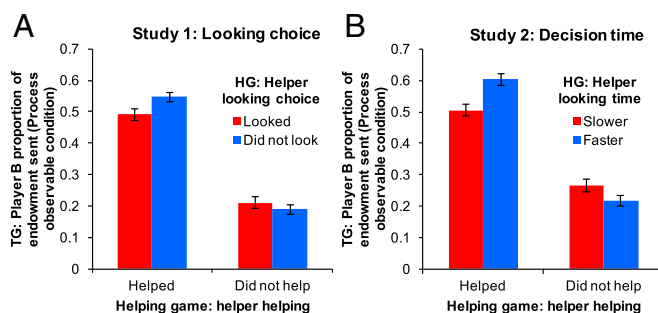 A
Study 1: Looking choice
TG: Player B proportion of
endowment sent (Process
observable condition)
0.7
0.6
0.5
0.4
0.3
0.2
0.1
0
HG: Helper
looking choice
Looked
Did not look
Helped
Did not help
Helping game: helper helping
B
Study 2: Decision time
TG: Player B proportion of
endowment sent (Process
observable condition)
0.7
0.6
0.5
0.4
0.3
0.2
0.1
0
HG: Helper
looking time
Slower
Faster
Helped
Did not help
Helping game: helper helping